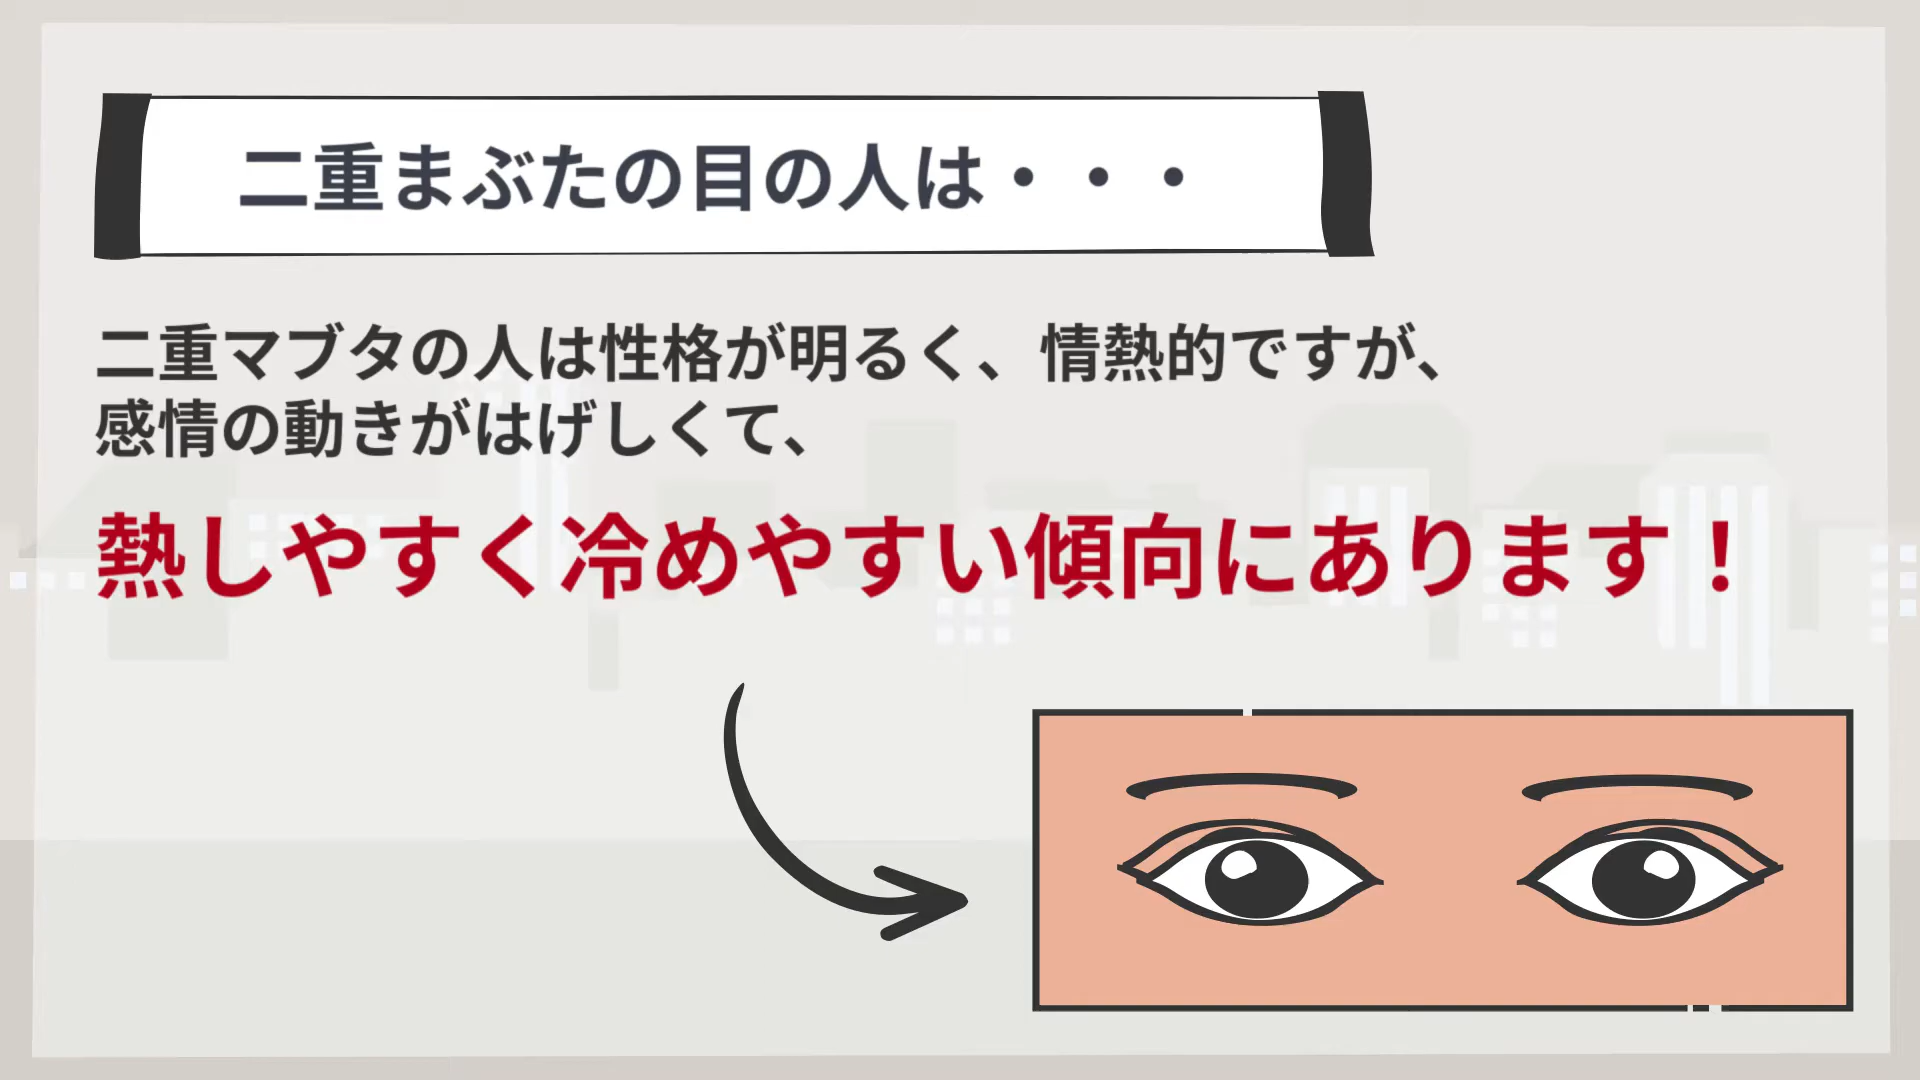 二重まぶたの目の人は・・・
二重マブタの人は性格が明るく、情熱的ですが、
感情の動きがはげしくて、
熱しやすく冷めやすい傾向にあります！